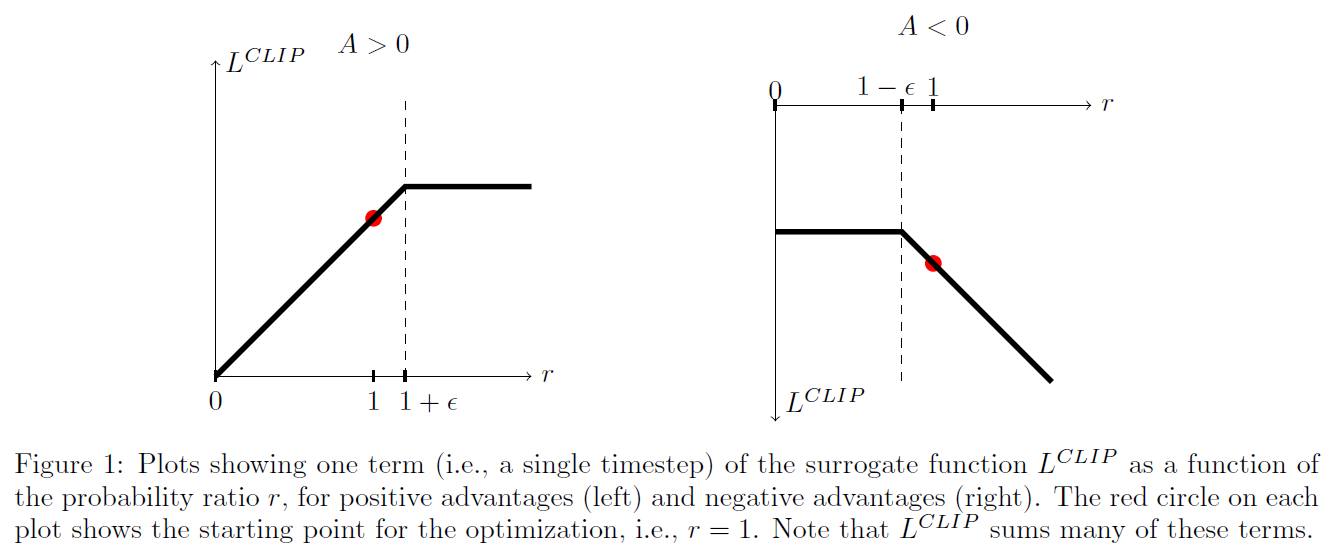 A > 0
L^{CLIP}
r
0
1
1 + ϵ
A < 0
0
1 − ϵ
1
r
L^{CLIP}
Figure 1: Plots showing one term (i.e., a single timestep) of the surrogate function L^{CLIP} as a function of
the probability ratio r, for positive advantages (left) and negative advantages (right). The red circle on each
plot shows the starting point for the optimization, i.e., r = 1. Note that L^{CLIP} sums many of these terms.